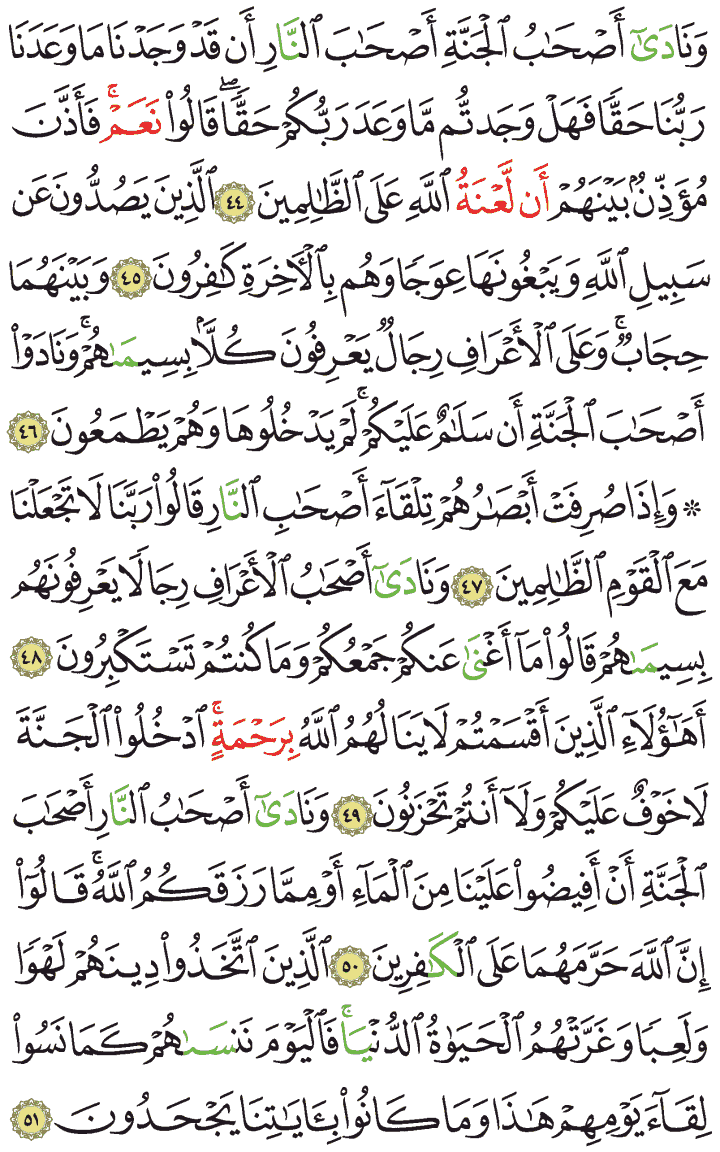 وَنَادَىٰٓ أَصْحَٰبُ ٱلْجَنَّةِ أَصْحَٰبَ ٱلنَّارِ أَن قَدْ وَجَدْنَا مَا وَعَدَنَا
رَبُّنَا حَقًّا فَهَلْ وَجَدتُّم مَّا وَعَدَ رَبُّكُمْ حَقًّاۖ قَالُواْ نَعَمْۚ فَأَذَّنَ
مُؤَذِّنُۢ بَيْنَهُمْ أَن لَّعْنَةُ ٱللَّهِ عَلَى ٱلظَّٰلِمِينَ ٤٤ ٱلَّذِينَ يَصُدُّونَ عَن
سَبِيلِ ٱللَّهِ وَيَبْغُونَهَا عِوَجًا وَهُم بِٱلْأٓخِرَةِ كَٰفِرُونَ ٤٥ وَبَيْنَهُمَا
حِجَابٌۚ وَعَلَى ٱلْأَعْرَافِ رِجَالٌ يَعْرِفُونَ كُلَّۢا بِسِيمَىٰهُمْۚ وَنَادَوْاْ
أَصْحَٰبَ ٱلْجَنَّةِ أَن سَلَٰمٌ عَلَيْكُمْۚ لَمْ يَدْخُلُوهَا وَهُمْ يَطْمَعُونَ ٤٦
* وَإِذَا صُرِفَتْ أَبْصَٰرُهُمْ تِلْقَآءَ أَصْحَٰبِ ٱلنَّارِ قَالُواْ رَبَّنَا لَا تَجْعَلْنَا
مَعَ ٱلْقَوْمِ ٱلظَّٰلِمِينَ ٤٧ وَنَادَىٰٓ أَصْحَٰبُ ٱلْأَعْرَافِ رِجَالًا يَعْرِفُونَهُم
بِسِيمَىٰهُمْ قَالُواْ مَآ أَغْنَىٰ عَنكُمْ جَمْعُكُمْ وَمَا كُنتُمْ تَسْتَكْبِرُونَ ٤٨
أَهَٰٓؤُلَآءِ ٱلَّذِينَ أَقْسَمْتُمْ لَا يَنَالُهُمُ ٱللَّهُ بِرَحْمَةٍۚ ٱدْخُلُواْ ٱلْجَنَّةَ
لَا خَوْفٌ عَلَيْكُمْ وَلَآ أَنتُمْ تَحْزَنُونَ ٤٩ وَنَادَىٰٓ أَصْحَٰبُ ٱلنَّارِ أَصْحَٰبَ
ٱلْجَنَّةِ أَنْ أَفِيضُواْ عَلَيْنَا مِنَ ٱلْمَآءِ أَوْ مِمَّا رَزَقَكُمُ ٱللَّهُۚ قَالُوٓاْ
إِنَّ ٱللَّهَ حَرَّمَهُمَا عَلَى ٱلْكَٰفِرِينَ ٥٠ ٱلَّذِينَ ٱتَّخَذُواْ دِينَهُمْ لَهْوًا
وَلَعِبًا وَغَرَّتْهُمُ ٱلْحَيَوٰةُ ٱلدُّنْيَاۚ فَٱلْيَوْمَ نَنسَىٰهُمْ كَمَا نَسُواْ
لِقَآءَ يَوْمِهِمْ هَٰذَا وَمَا كَانُواْ بِـَٔايَٰتِنَا يَجْحَدُونَ ٥١